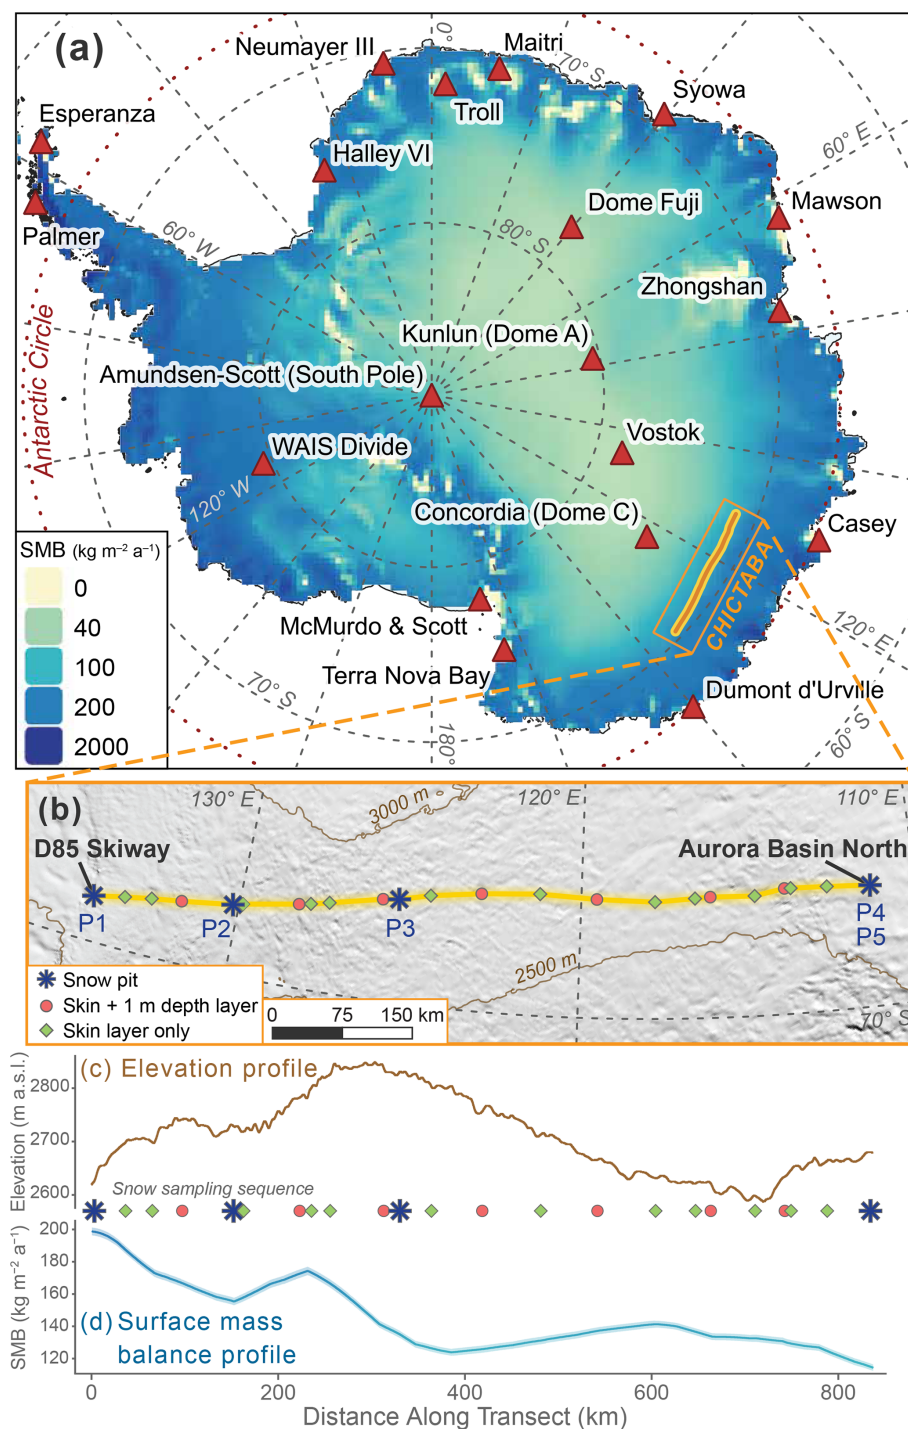 (a)
Neumayer III
Maitri
0°
70° S
Troll
Syowa
Esperanza
Halley VI
60° E
Palmer
60° W
80° S
Dome Fuji
Mawson
Zhongshan
Antarctic Circle
Kunlun (Dome A)
Amundsen-Scott (South Pole)
WAIS Divide
Vostok
120° W
Concordia (Dome C)
Casey
CHICTABA
SMB (kg m⁻² a⁻¹)
0
40
100
200
2000
McMurdo & Scott
120° E
Terra Nova Bay
70° S
180°
Dumont d'Urville
60° S
(b)
130° E
3000 m
120° E
110° E
D85 Skiway
Aurora Basin North
P1
P2
P3
P4
P5
2500 m
70° S
Snow pit
Skin + 1 m depth layer
Skin layer only
0 75 150 km
(c) Elevation profile
Elevation (m a.s.l.)
2800
2700
2600
Snow sampling sequence
SMB (kg m⁻² a⁻¹)
200
180
160
140
120
(d) Surface mass
balance profile
0 200 400 600 800
Distance Along Transect (km)